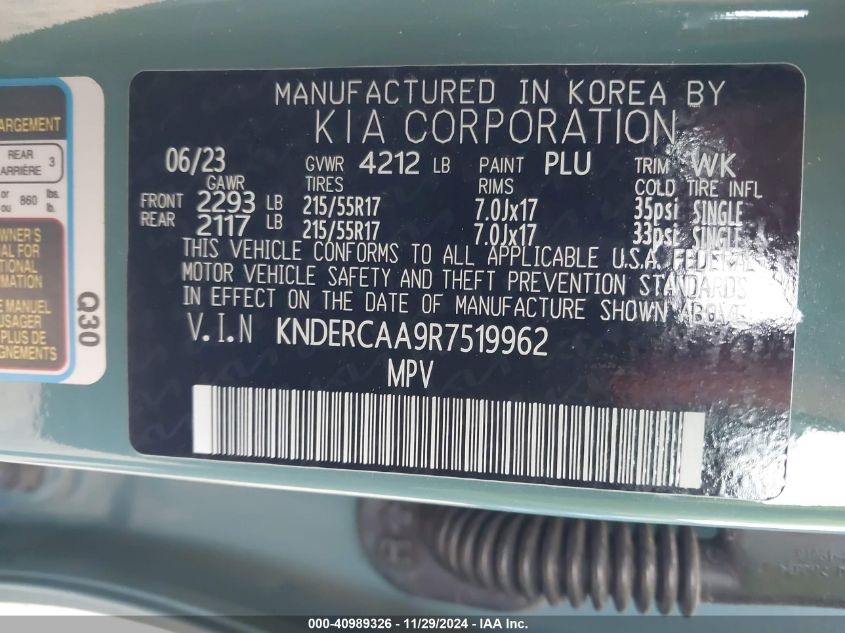 MANUFACTURED IN KOREA BY
KIA CORPORATION
06/23 GVWR 4212 LB PAINT PLU TRIM WK
GAWR TIRES RIMS COLD TIRE INFL
FRONT 2293 LB 215/55R17 7.0Jx17 35psi SINGLE
REAR 2117 LB 215/55R17 7.0Jx17 33psi SINGLE
THIS VEHICLE CONFORMS TO ALL APPLICABLE U.S.A. FEDERAL
MOTOR VEHICLE SAFETY AND THEFT PREVENTION STANDARDS
IN EFFECT ON THE DATE OF MANUFACTURE SHOWN ABOVE.
V.I.N KNDERCAA9R7519962
MPV
ARGEMENT
REAR 3
ARRIÈRE
or 860 lbs.
ou lb.
WNER'S
AL FOR
TIONAL
RMATION
E MANUEL
USAGER
PLUS DE
GNEMENTS
Q30
000-40989326 - 11/29/2024 - IAA Inc.